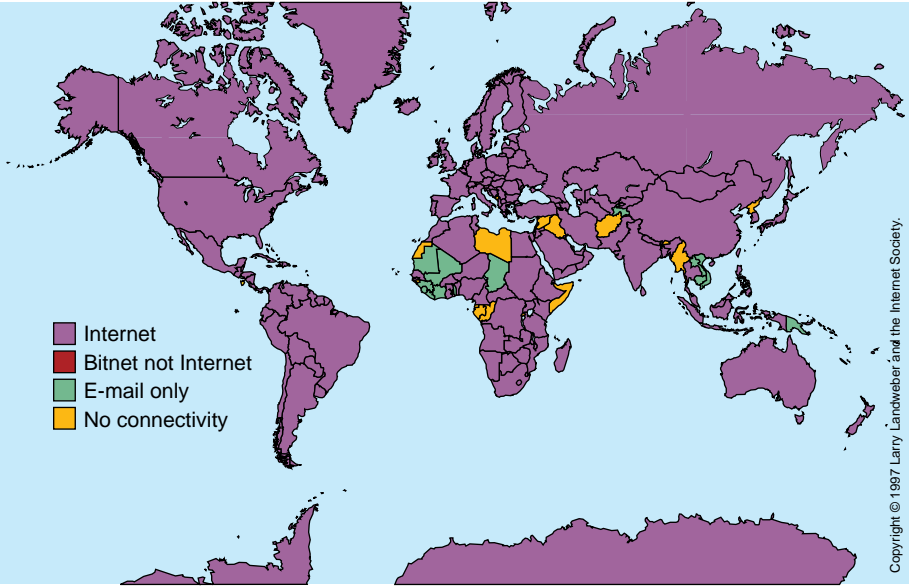 Internet
Bitnet not Internet
E-mail only
No connectivity
Copyright © 1997 Larry Landweber and the Internet Society.